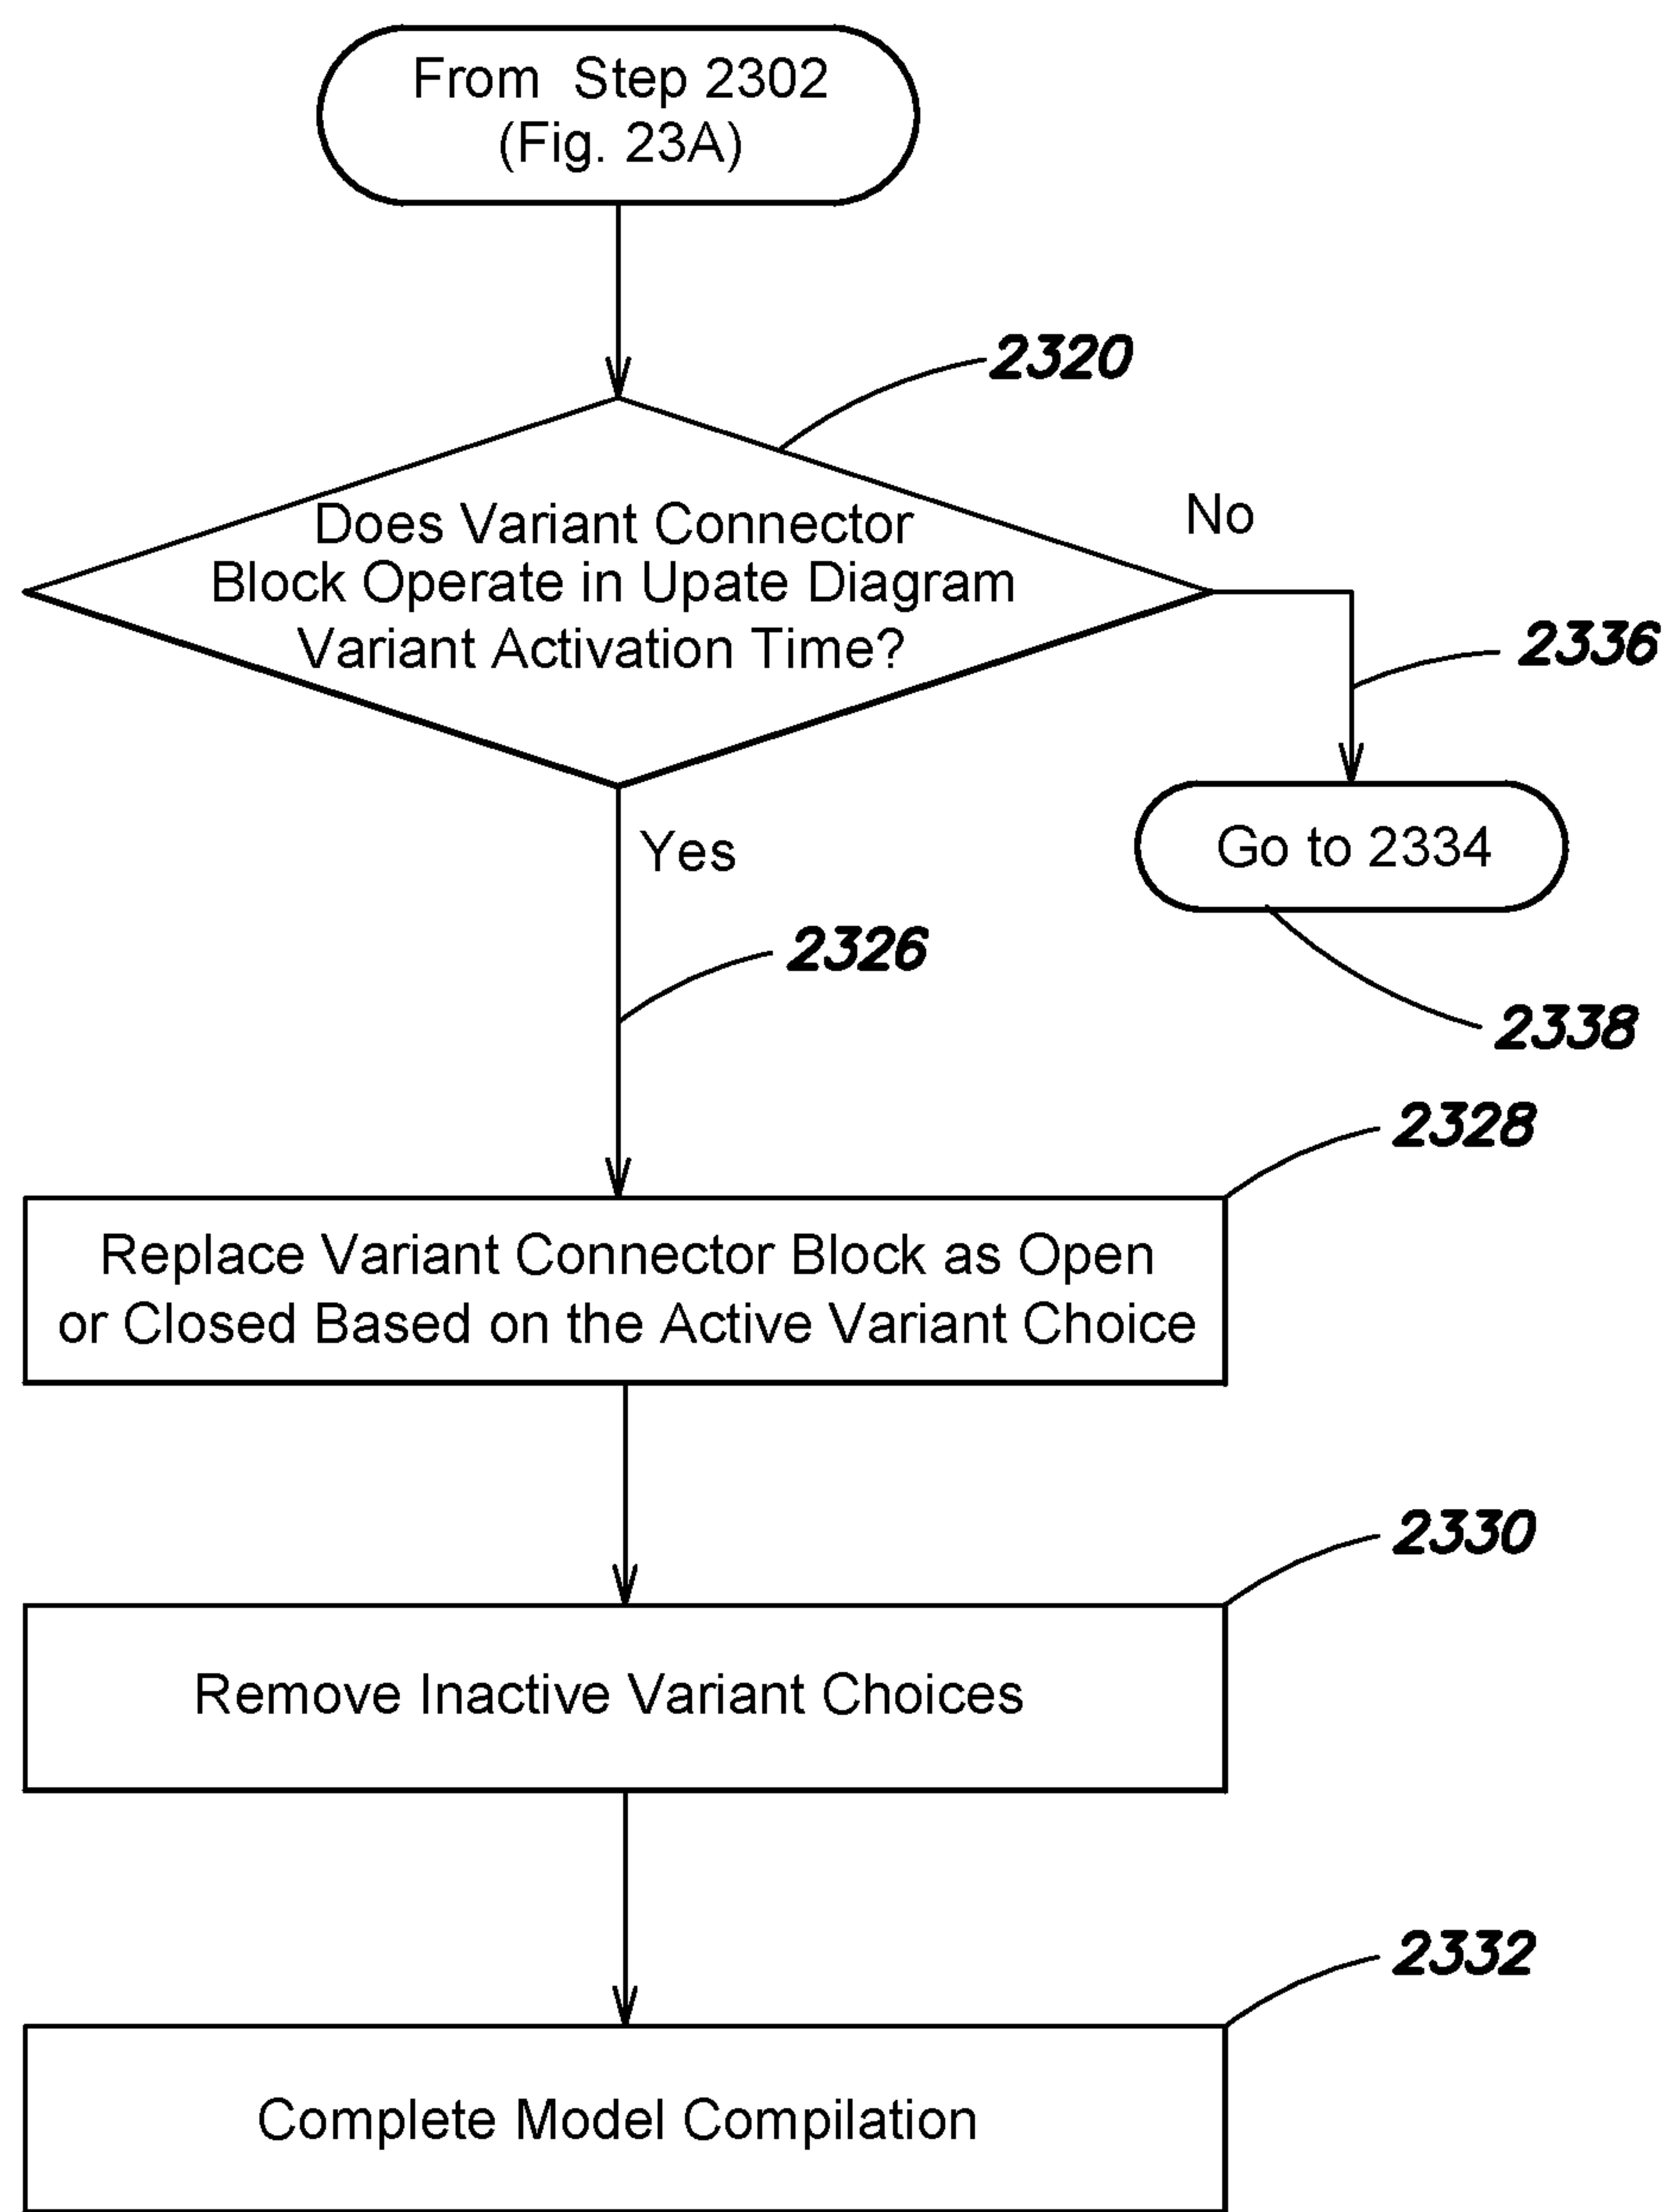 From Step 2302
(Fig. 23A)
2320
Does Variant Connector
Block Operate in Upate Diagram
Variant Activation Time?
No
2336
Go to 2334
Yes
2326
2338
2328
Replace Variant Connector Block as Open
or Closed Based on the Active Variant Choice
2330
Remove Inactive Variant Choices
2332
Complete Model Compilation